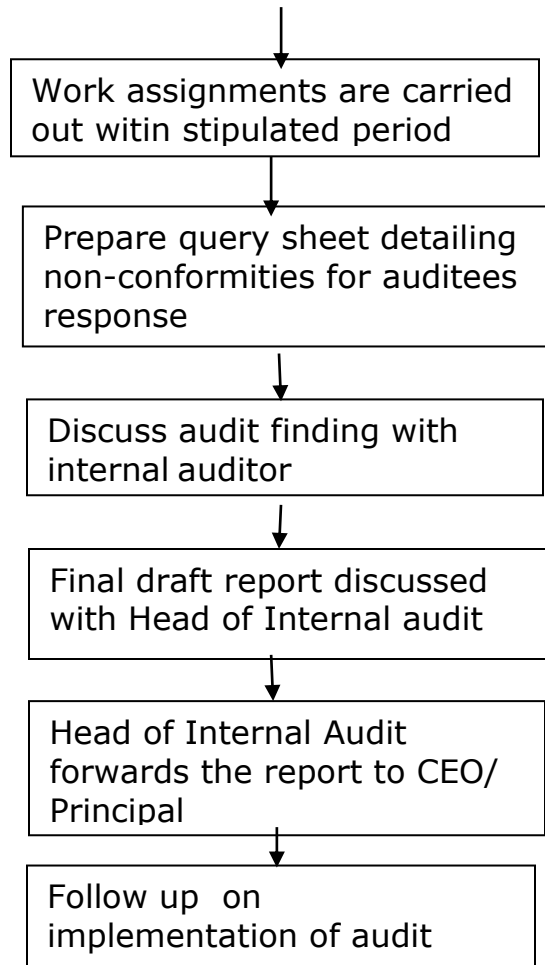 Work assignments are carried
out witin stipulated period
Prepare query sheet detailing
non-conformities for auditees
response
Discuss audit finding with
internal auditor
Final draft report discussed
with Head of Internal audit
Head of Internal Audit
forwards the report to CEO/
Principal
Follow up on
implementation of audit